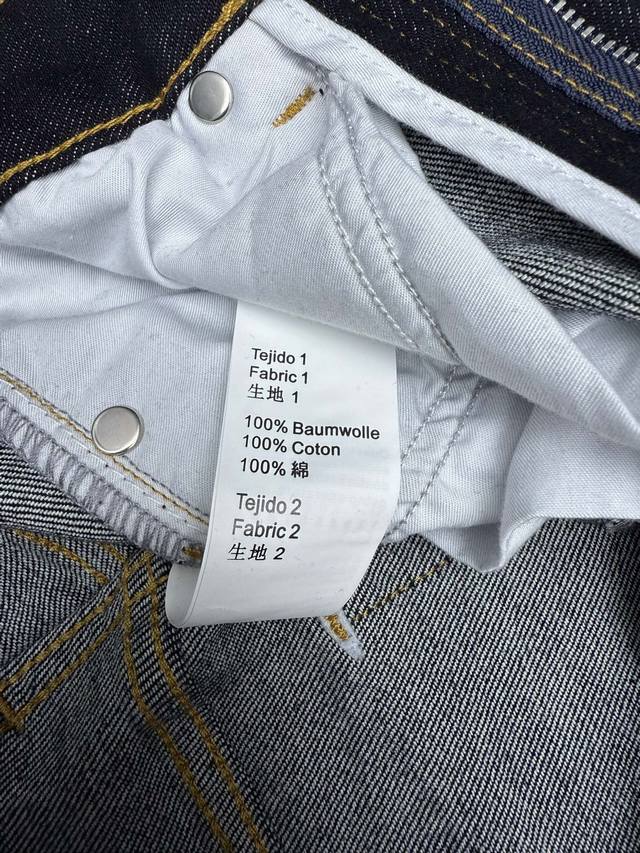 Tejido 1
Fabric 1
生地 1
100% Baumwolle
100% Coton
100% 綿
Tejido 2
Fabric 2
生地 2